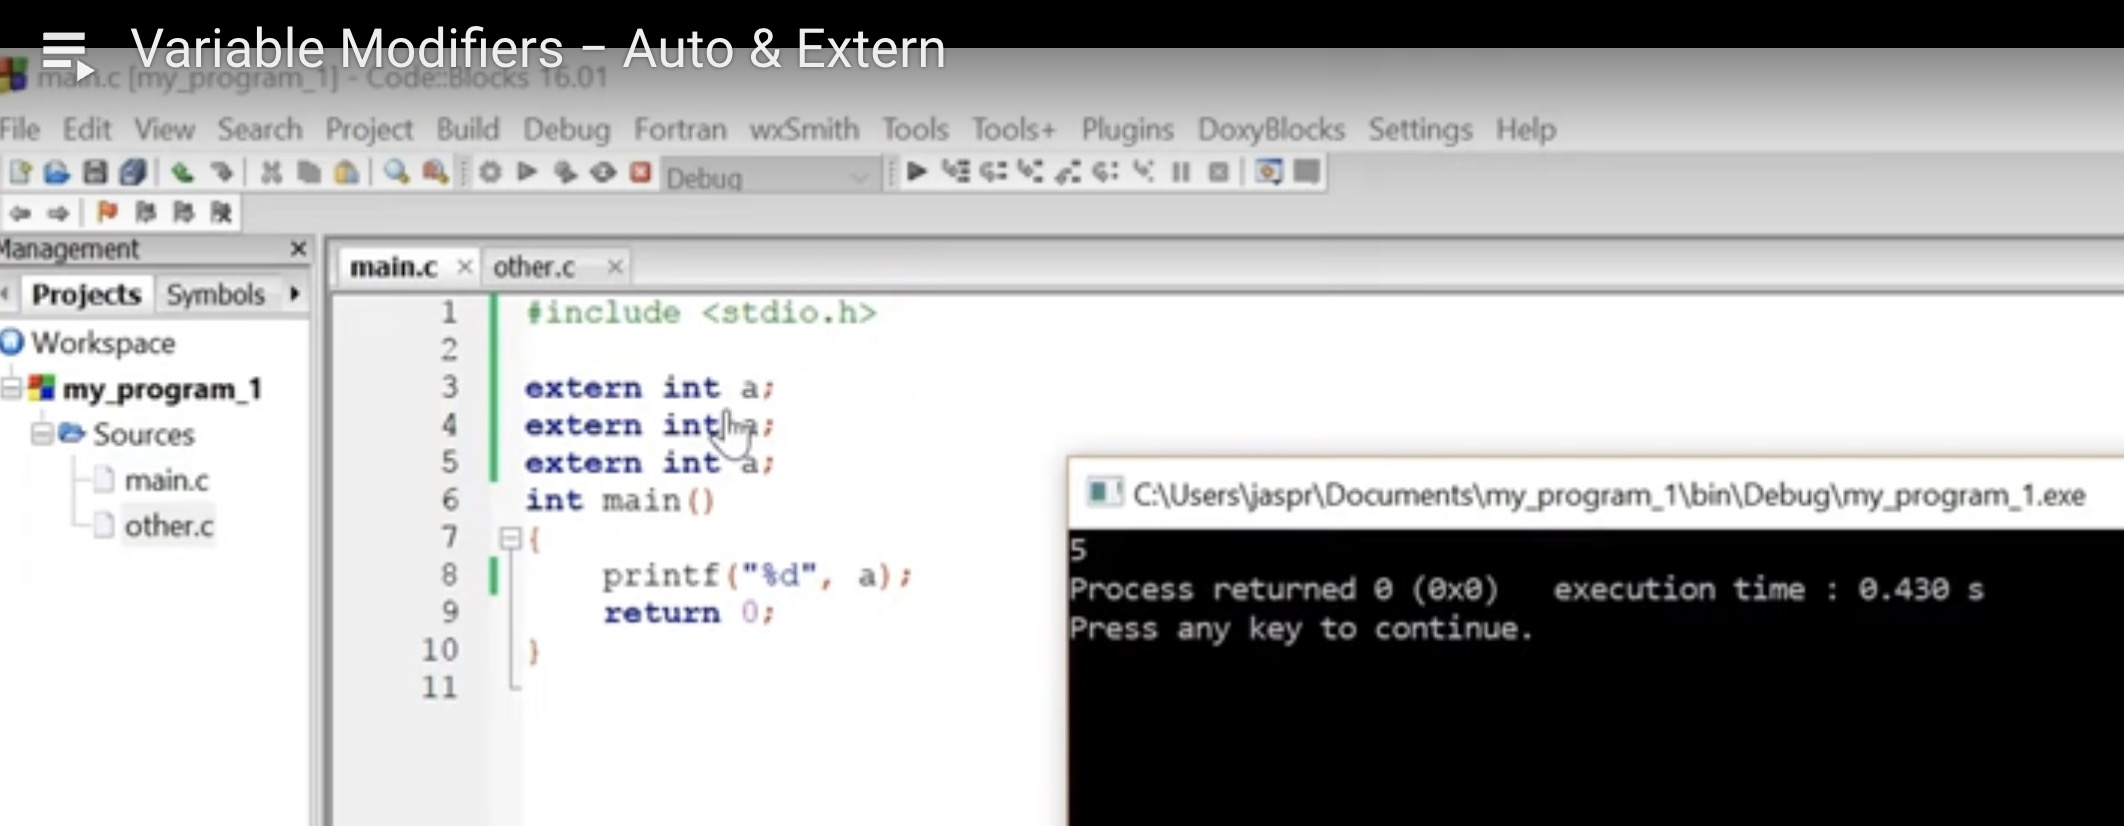 Variable Modifiers – Auto & Extern
main.c [my_program_1] - Code::Blocks 16.01
File Edit View Search Project Build Debug Fortran wxSmith Tools Tools+ Plugins DoxyBlocks Settings Help
Debug
Management
Projects Symbols
Workspace
my_program_1
Sources
main.c
other.c
main.c other.c
1 #include <stdio.h>
2
3 extern int a;
4 extern int a;
5 extern int a;
6 int main()
7 {
8 printf("%d", a);
9 return 0;
10 }
11
C:\Users\jaspr\Documents\my_program_1\bin\Debug\my_program_1.exe
5
Process returned 0 (0x0) execution time : 0.430 s
Press any key to continue.